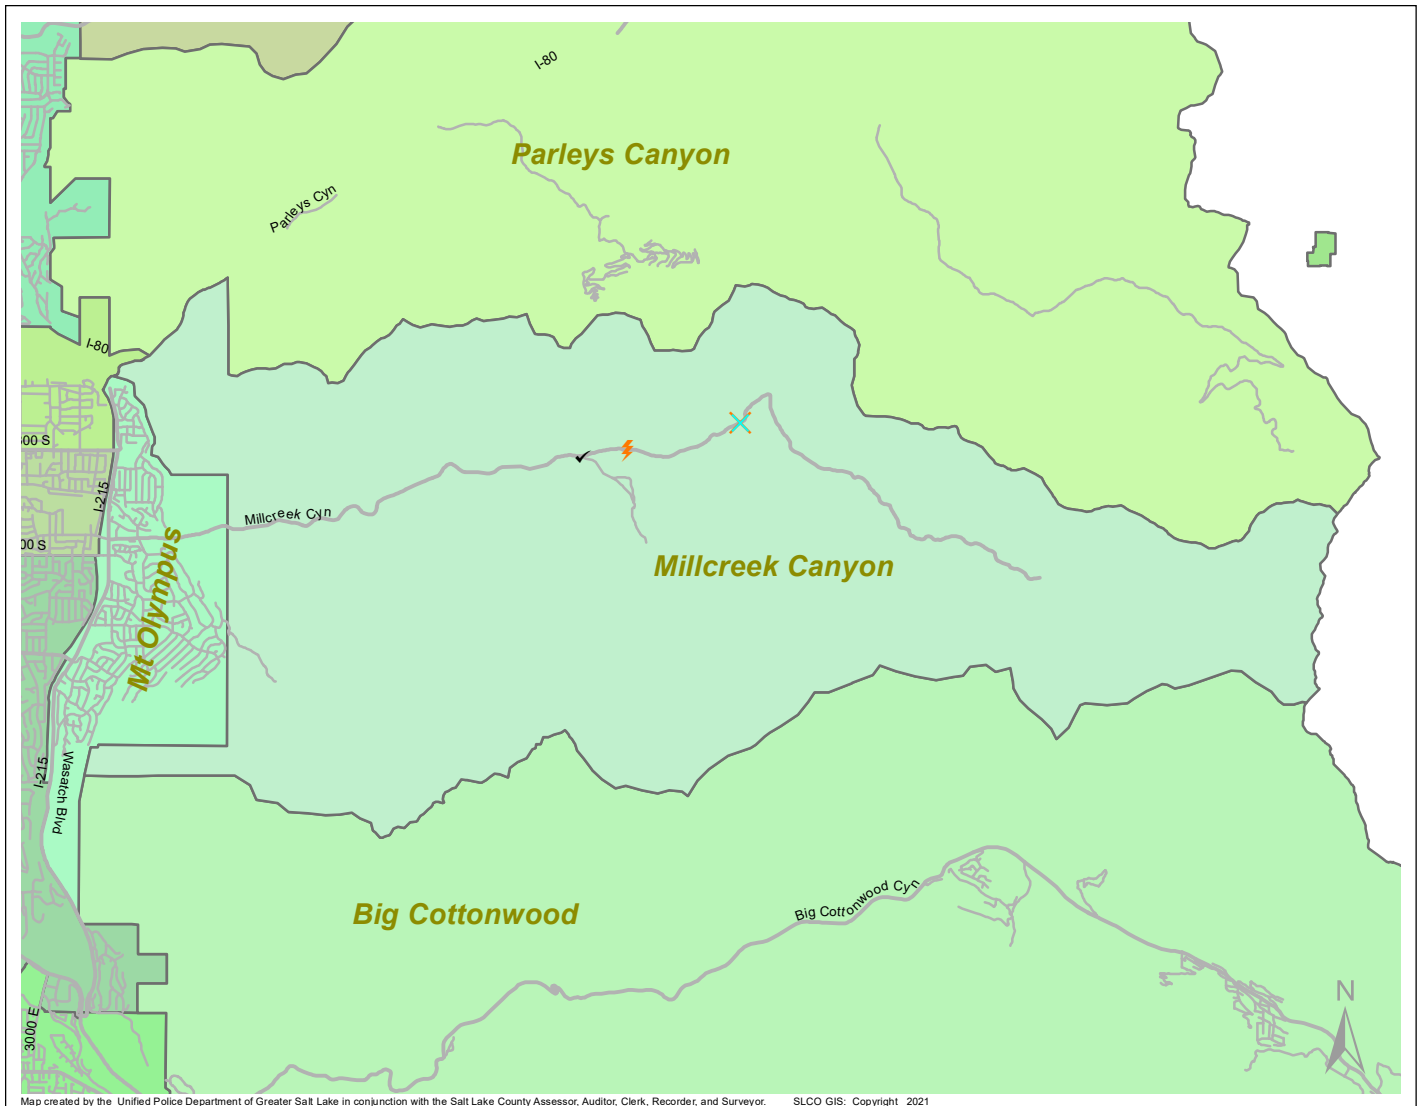 I-80
Parleys Canyon
Parleys Cyn
I-80
I-215
Millcreek Cyn
Mt Olympus
Millcreek Canyon
I-215
Wasatch Blvd
Big Cottonwood
Big Cottonwood Cyn
3000 E
N
00 S
Map created by the Unified Police Department of Greater Salt Lake in conjunction with the Salt Lake County Assessor, Auditor, Clerk, Recorder, and Surveyor. SLCO GIS: Copyright 2021